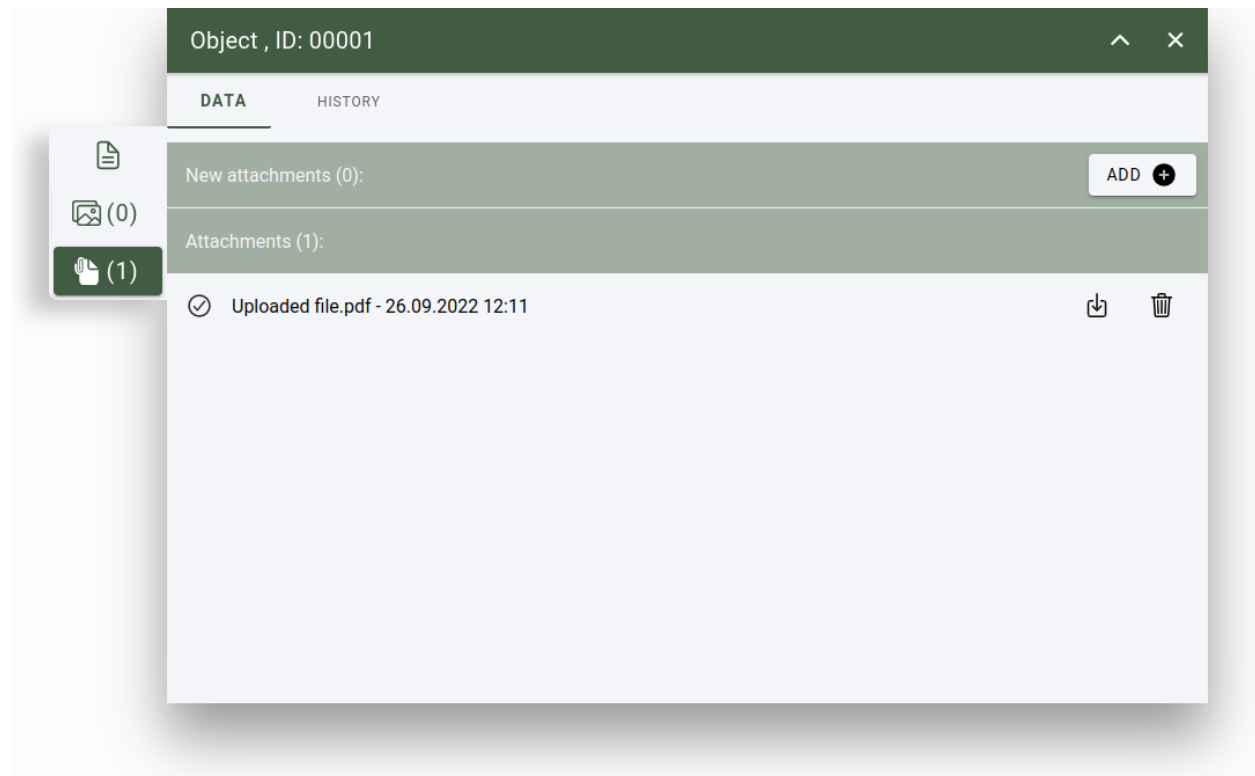 Object , ID: 00001
DATA HISTORY
(0)
(1)
New attachments (0):
ADD
Attachments (1):
Uploaded file.pdf - 26.09.2022 12:11